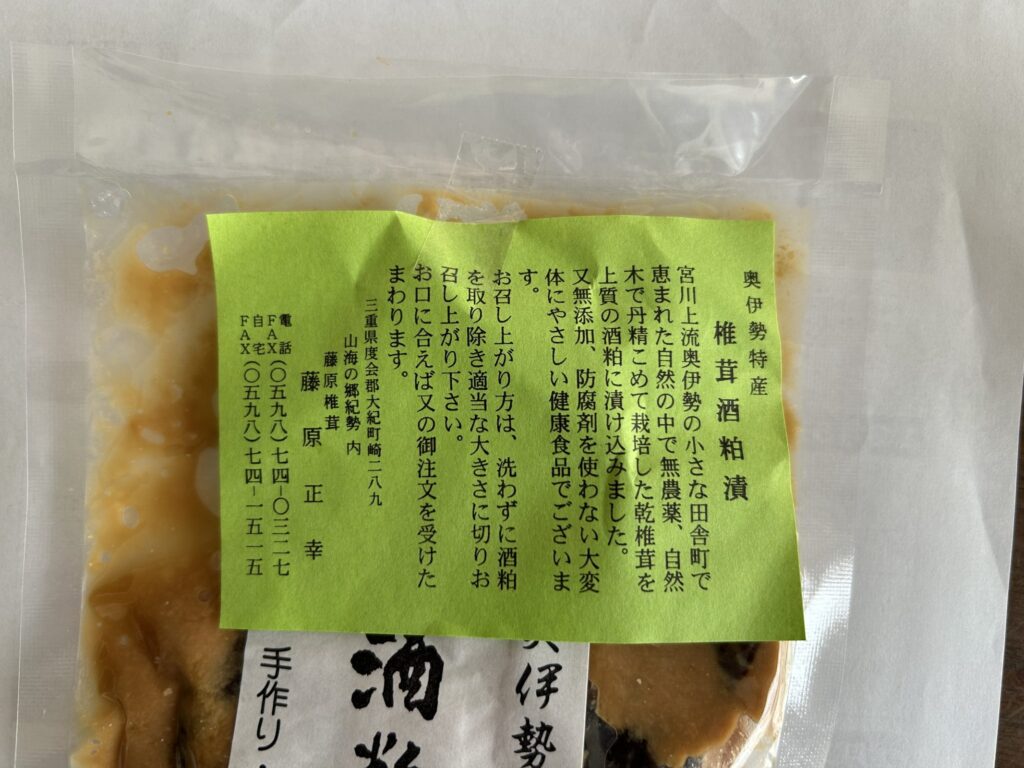 奥伊勢特産
椎茸酒粕漬
宮川上流奥伊勢の小さな田舎町で
恵まれた自然の中で無農薬、自然
木で丹精こめて栽培した乾椎茸を
上質の酒粕に漬け込みました。
又無添加、防腐剤を使わない大変
体にやさしい健康食品でございま
す。
お召し上がり方は、洗わずに酒粕
を取り除き適当な大きさに切りお
召し上がり下さい。
お口に合えば又の御注文を受けた
まわります。
三重県度会郡大紀町崎二八九
山海の郷紀勢 内
藤原椎茸
藤原正幸
電話FAX(〇五九八)七四-〇三二七
自宅FAX(〇五九八)七四-一五一五
伊勢
酒粕
手作り